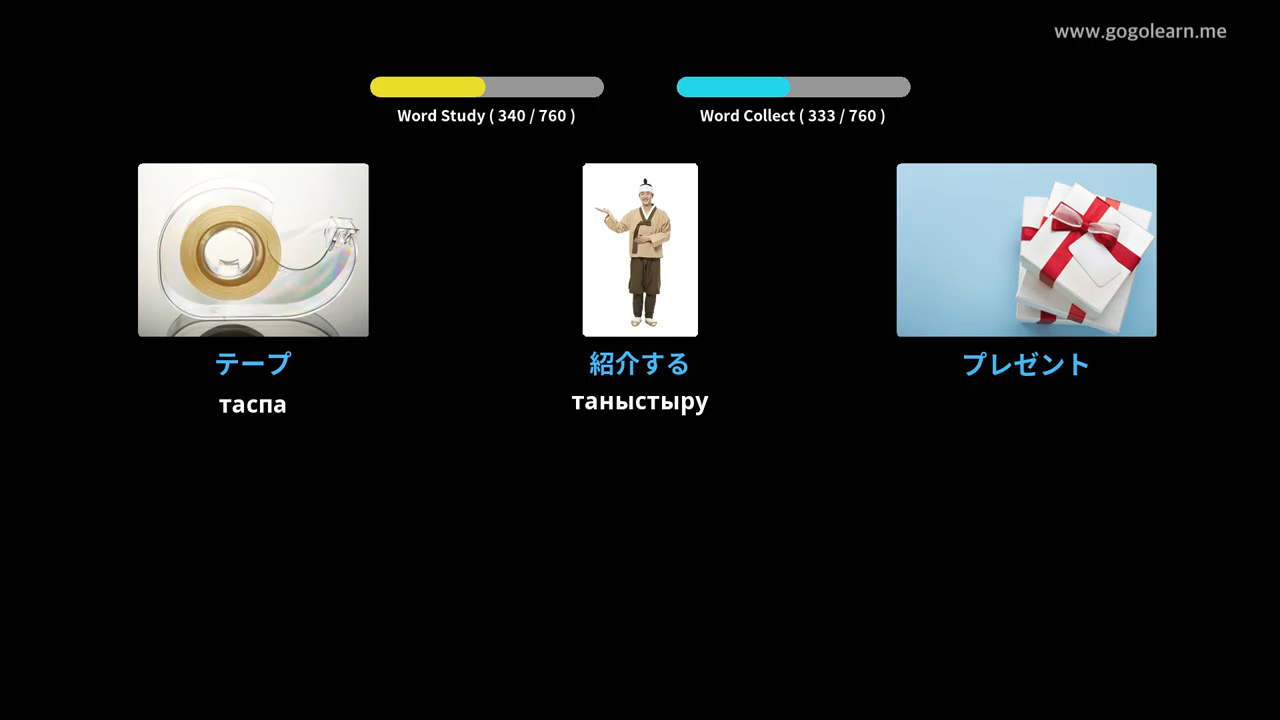 www.gogolearn.me
Word Study ( 340 / 760 )
Word Collect ( 333 / 760 )
テープ
таспа
紹介する
таныстыру
プレゼント